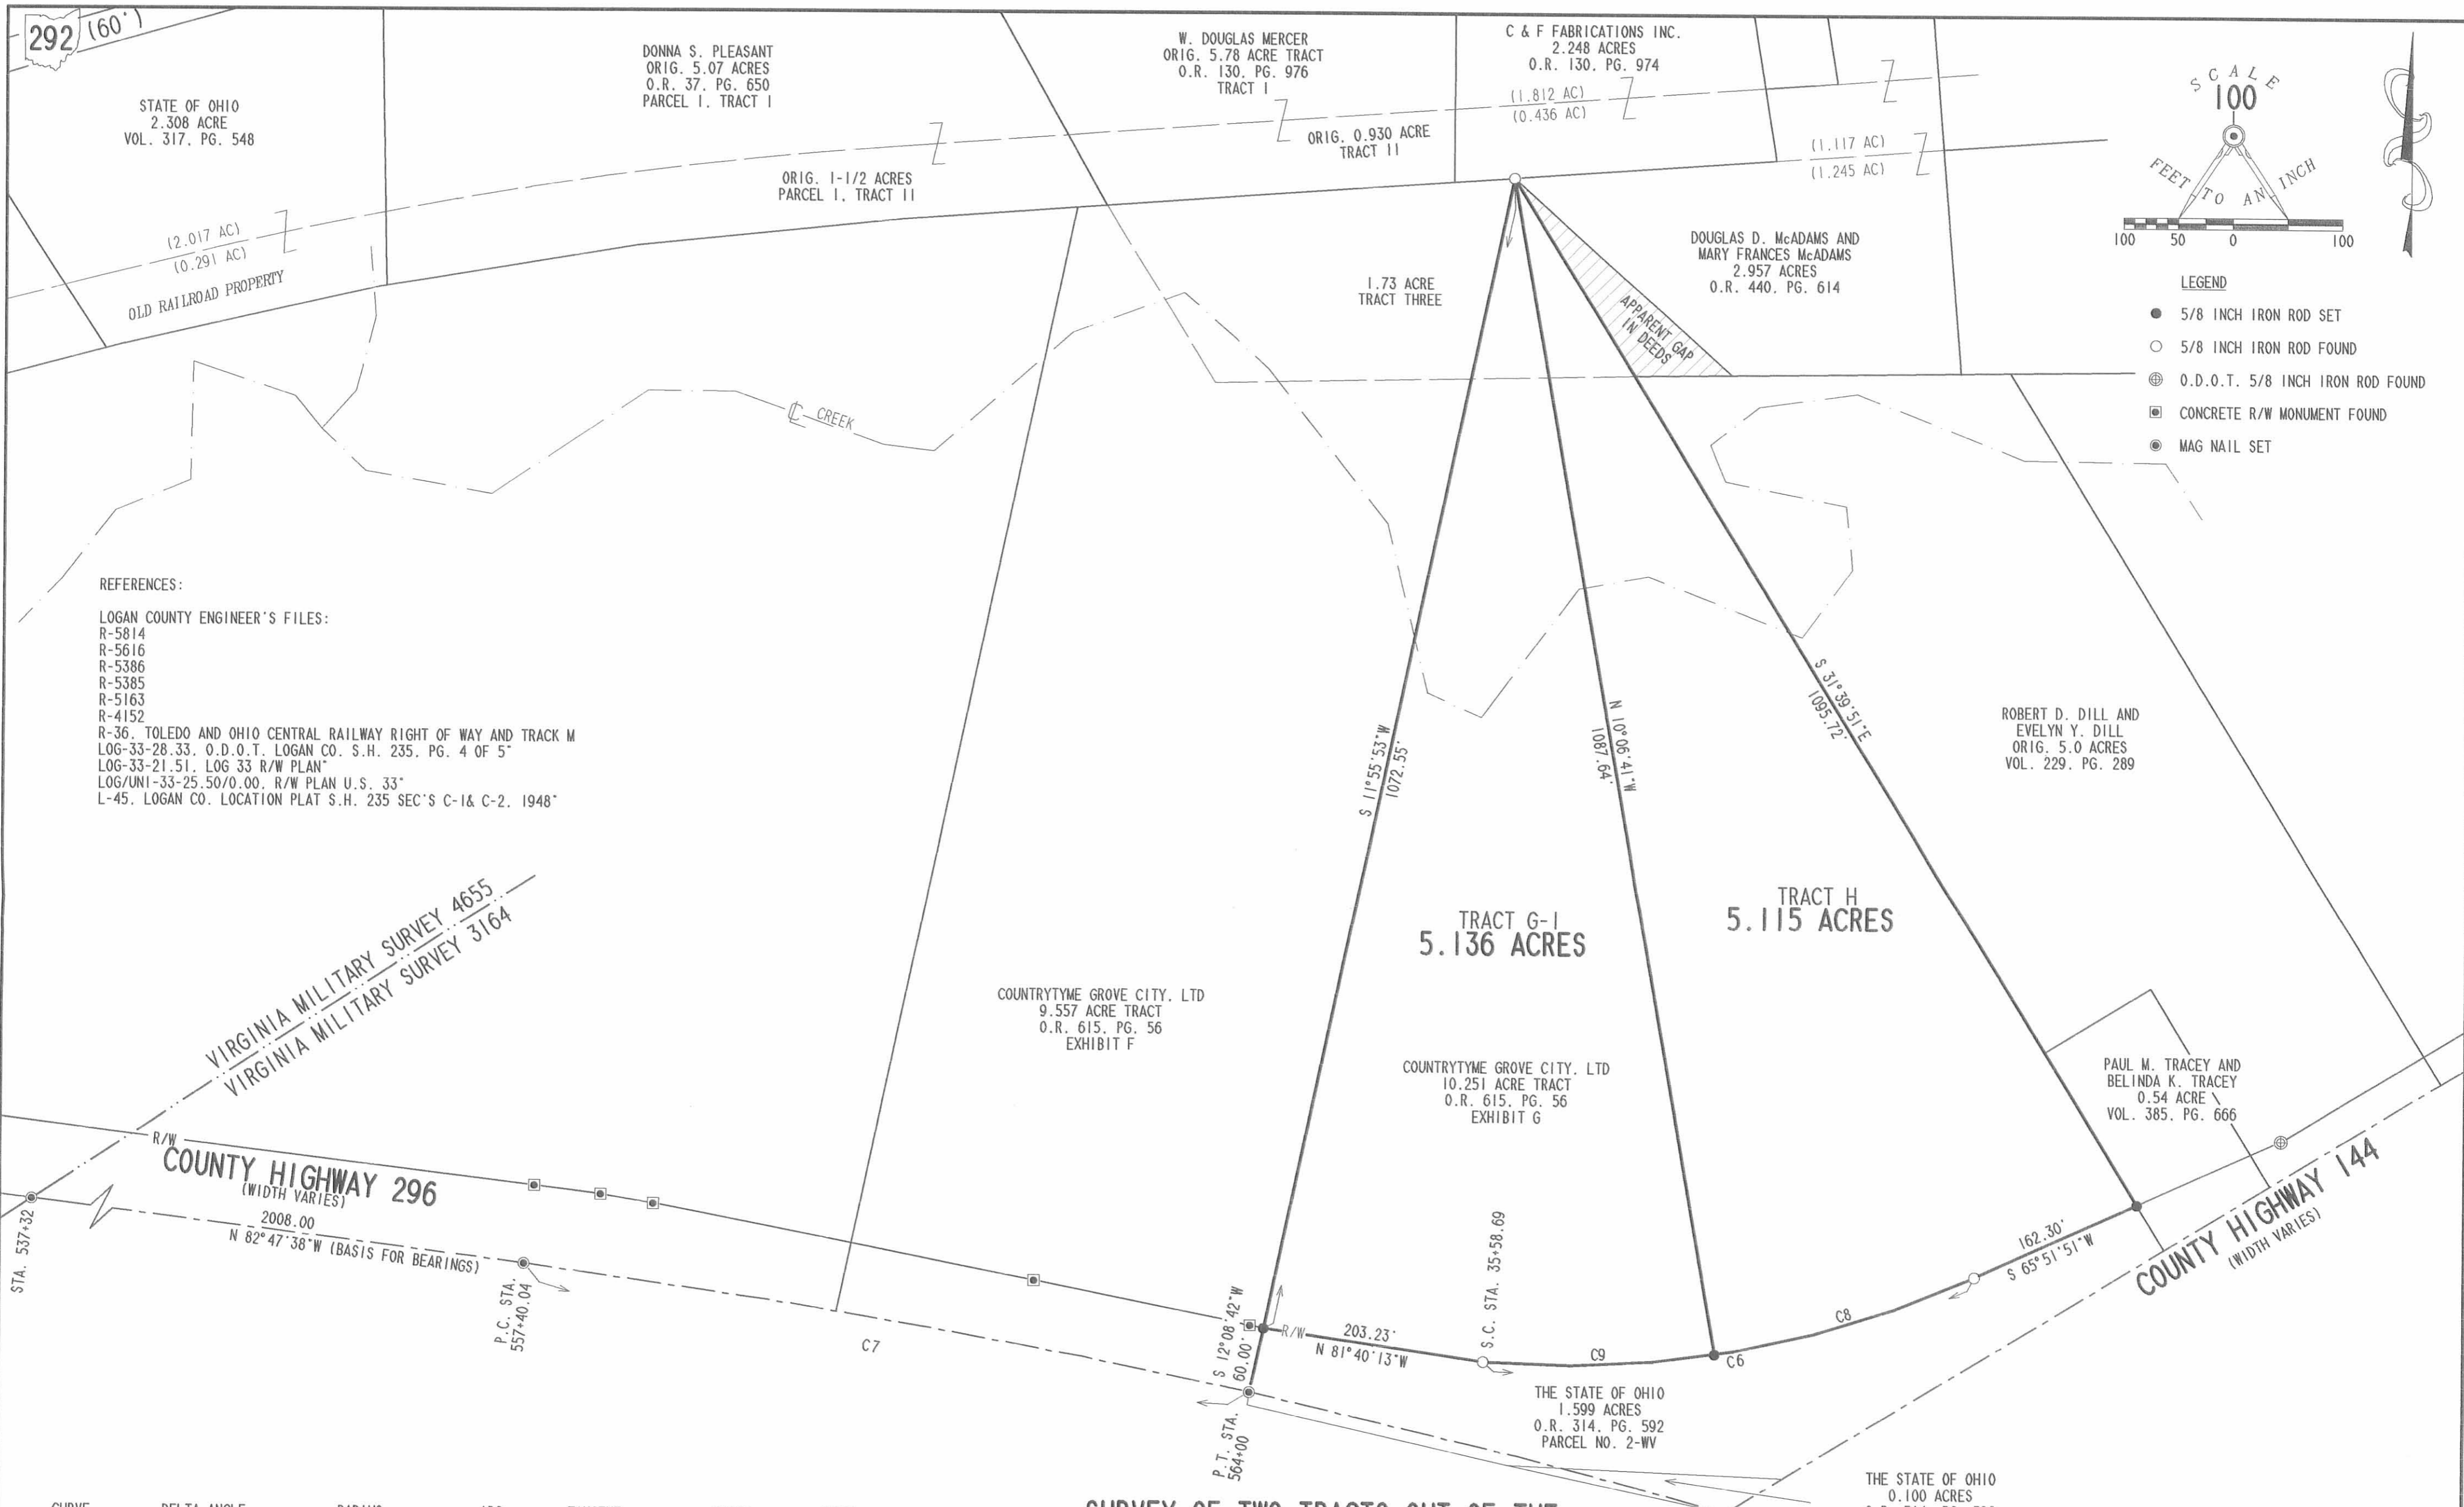 292 (60')
STATE OF OHIO
2.308 ACRE
VOL. 317, PG. 548
(2.017 AC)
(0.291 AC)
OLD RAILROAD PROPERTY
DONNA S. PLEASANT
ORIG. 5.07 ACRES
O.R. 37, PG. 650
PARCEL I, TRACT I
ORIG. 1-1/2 ACRES
PARCEL I, TRACT II
W. DOUGLAS MERCER
ORIG. 5.78 ACRE TRACT
O.R. 130, PG. 976
TRACT I
ORIG. 0.930 ACRE
TRACT II
C & F FABRICATIONS INC.
2.248 ACRES
O.R. 130, PG. 974
(1.812 AC)
(0.436 AC)
(1.117 AC)
(1.245 AC)
1.73 ACRE
TRACT THREE
DOUGLAS D. McADAMS AND
MARY FRANCES McADAMS
2.957 ACRES
O.R. 440, PG. 614
APPARENT GAP
IN DEEDS
SCALE
100
FEET TO AN INCH
100 50 0 100
LEGEND
5/8 INCH IRON ROD SET
5/8 INCH IRON ROD FOUND
O.D.O.T. 5/8 INCH IRON ROD FOUND
CONCRETE R/W MONUMENT FOUND
MAG NAIL SET
℄ CREEK
REFERENCES:
LOGAN COUNTY ENGINEER'S FILES:
R-5814
R-5616
R-5386
R-5385
R-5163
R-4152
R-36, TOLEDO AND OHIO CENTRAL RAILWAY RIGHT OF WAY AND TRACK M
LOG-33-28.33, O.D.O.T. LOGAN CO. S.H. 235, PG. 4 OF 5"
LOG-33-21.51, LOG 33 R/W PLAN"
LOG/UNI-33-25.50/0.00, R/W PLAN U.S. 33"
L-45, LOGAN CO. LOCATION PLAT S.H. 235 SEC'S C-1& C-2, 1948"
S 11°55'53"W
1072.55'
N 10°06'41"W
1087.64'
S 31°39'51"E
1095.72'
ROBERT D. DILL AND
EVELYN Y. DILL
ORIG. 5.0 ACRES
VOL. 229, PG. 289
VIRGINIA MILITARY SURVEY 4655
VIRGINIA MILITARY SURVEY 3164
TRACT G-1
5.136 ACRES
TRACT H
5.115 ACRES
COUNTRYTYME GROVE CITY, LTD
9.557 ACRE TRACT
O.R. 615, PG. 56
EXHIBIT F
COUNTRYTYME GROVE CITY, LTD
10.251 ACRE TRACT
O.R. 615, PG. 56
EXHIBIT G
PAUL M. TRACEY AND
BELINDA K. TRACEY
0.54 ACRE
VOL. 385, PG. 666
R/W
COUNTY HIGHWAY 296
(WIDTH VARIES)
2008.00
N 82°47'38"W (BASIS FOR BEARINGS)
STA. 537+32
P.C. STA.
557+40.04
C7
S 12°08'42"W
60.00'
P.T. STA.
564+00
R/W
203.23'
N 81°40'13"W
S.C. STA. 35+58.69
C9
C6
C8
162.30'
S 65°51'51"W
COUNTY HIGHWAY 144
(WIDTH VARIES)
THE STATE OF OHIO
1.599 ACRES
O.R. 314, PG. 592
PARCEL NO. 2-WV
THE STATE OF OHIO
0.100 ACRES
CURVE DELTA ANGLE
SURVEY OF TWO TRACTS OUT OF THE